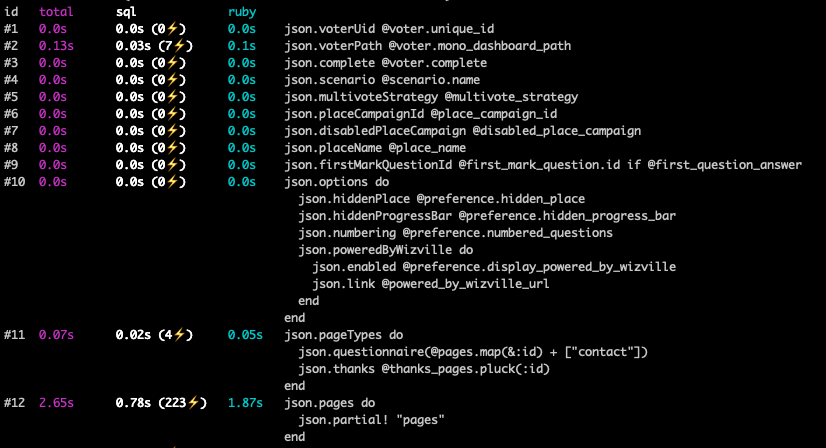 id total sql ruby
#1 0.0s 0.0s (0⚡) 0.0s json.voterUid @voter.unique_id
#2 0.13s 0.03s (7⚡) 0.1s json.voterPath @voter.mono_dashboard_path
#3 0.0s 0.0s (0⚡) 0.0s json.complete @voter.complete
#4 0.0s 0.0s (0⚡) 0.0s json.scenario @scenario.name
#5 0.0s 0.0s (0⚡) 0.0s json.multivoteStrategy @multivote_strategy
#6 0.0s 0.0s (0⚡) 0.0s json.placeCampaignId @place_campaign_id
#7 0.0s 0.0s (0⚡) 0.0s json.disabledPlaceCampaign @disabled_place_campaign
#8 0.0s 0.0s (0⚡) 0.0s json.placeName @place_name
#9 0.0s 0.0s (0⚡) 0.0s json.firstMarkQuestionId @first_mark_question.id if @first_question_answer
#10 0.0s 0.0s (0⚡) 0.0s json.options do
json.hiddenPlace @preference.hidden_place
json.hiddenProgressBar @preference.hidden_progress_bar
json.numbering @preference.numbered_questions
json.poweredByWizville do
json.enabled @preference.display_powered_by_wizville
json.link @powered_by_wizville_url
end
end
#11 0.07s 0.02s (4⚡) 0.05s json.pageTypes do
json.questionnaire(@pages.map(&:id) + ["contact"])
json.thanks @thanks_pages.pluck(:id)
end
#12 2.65s 0.78s (223⚡) 1.87s json.pages do
json.partial! "pages"
end